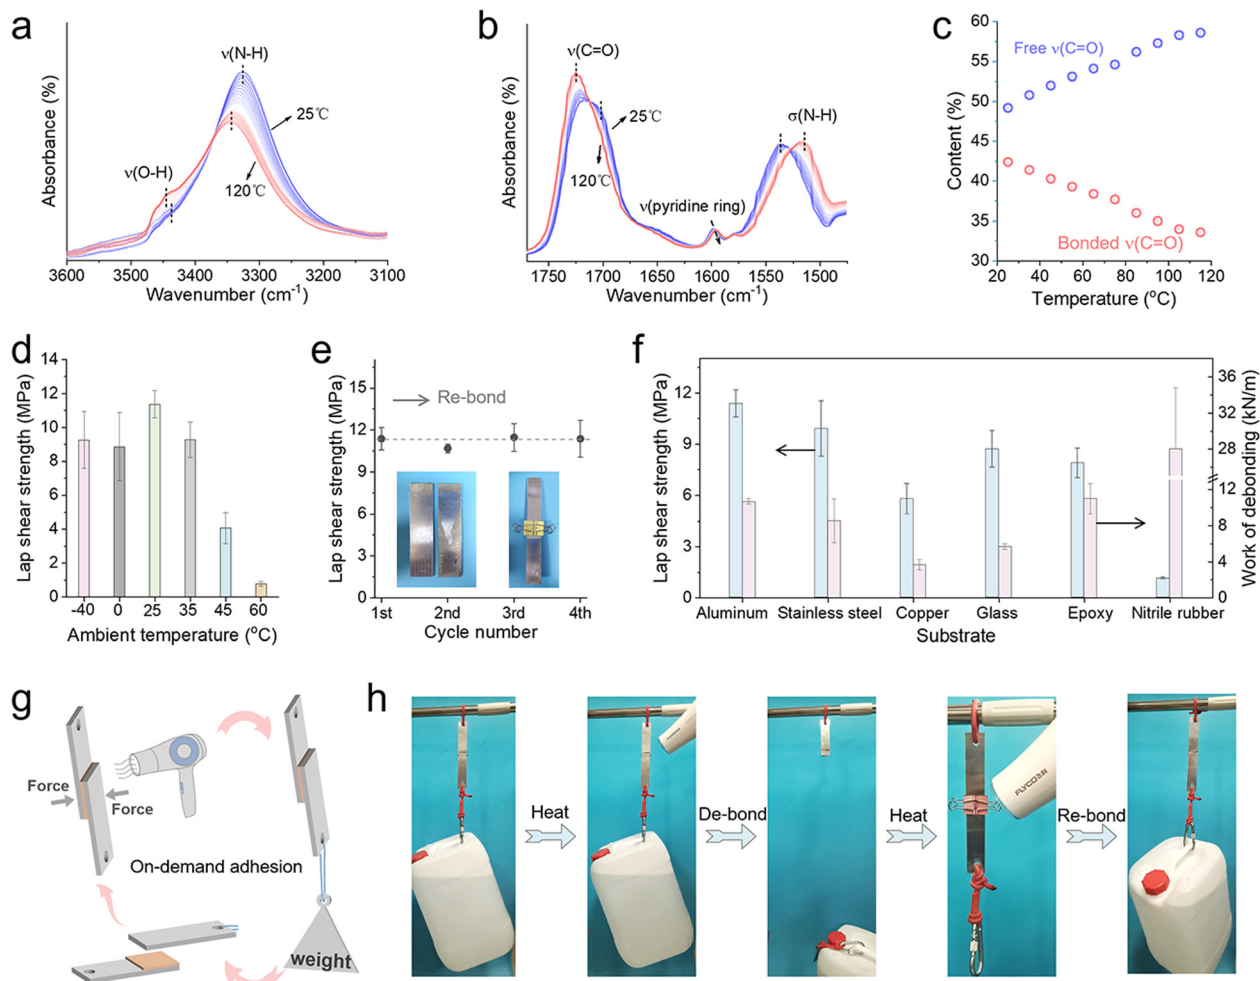 a
Absorbance (%)
ν(N-H)
25℃
ν(O-H)
120℃
3600 3500 3400 3300 3200 3100
Wavenumber (cm⁻¹)
b
Absorbance (%)
ν(C=O)
25℃
120℃
σ(N-H)
ν(pyridine ring)
1750 1700 1650 1600 1550 1500
Wavenumber (cm⁻¹)
c
Content (%)
60
55
50
45
40
35
30
Free ν(C=O)
Bonded ν(C=O)
20 40 60 80 100 120
Temperature (°C)
d
Lap shear strength (MPa)
14
12
10
8
6
4
2
0
-40 0 25 35 45 60
Ambient temperature (°C)
e
Lap shear strength (MPa)
15
12
9
6
3
0
Re-bond
1st 2nd 3rd 4th
Cycle number
f
Lap shear strength (MPa)
12
9
6
3
0
36
32
28
12
8
4
0
Work of debonding (kN/m)
Aluminum Stainless steel Copper Glass Epoxy Nitrile rubber
Substrate
g
Force
Force
On-demand adhesion
weight
h
Heat
De-bond
Heat
Re-bond
FLYCO